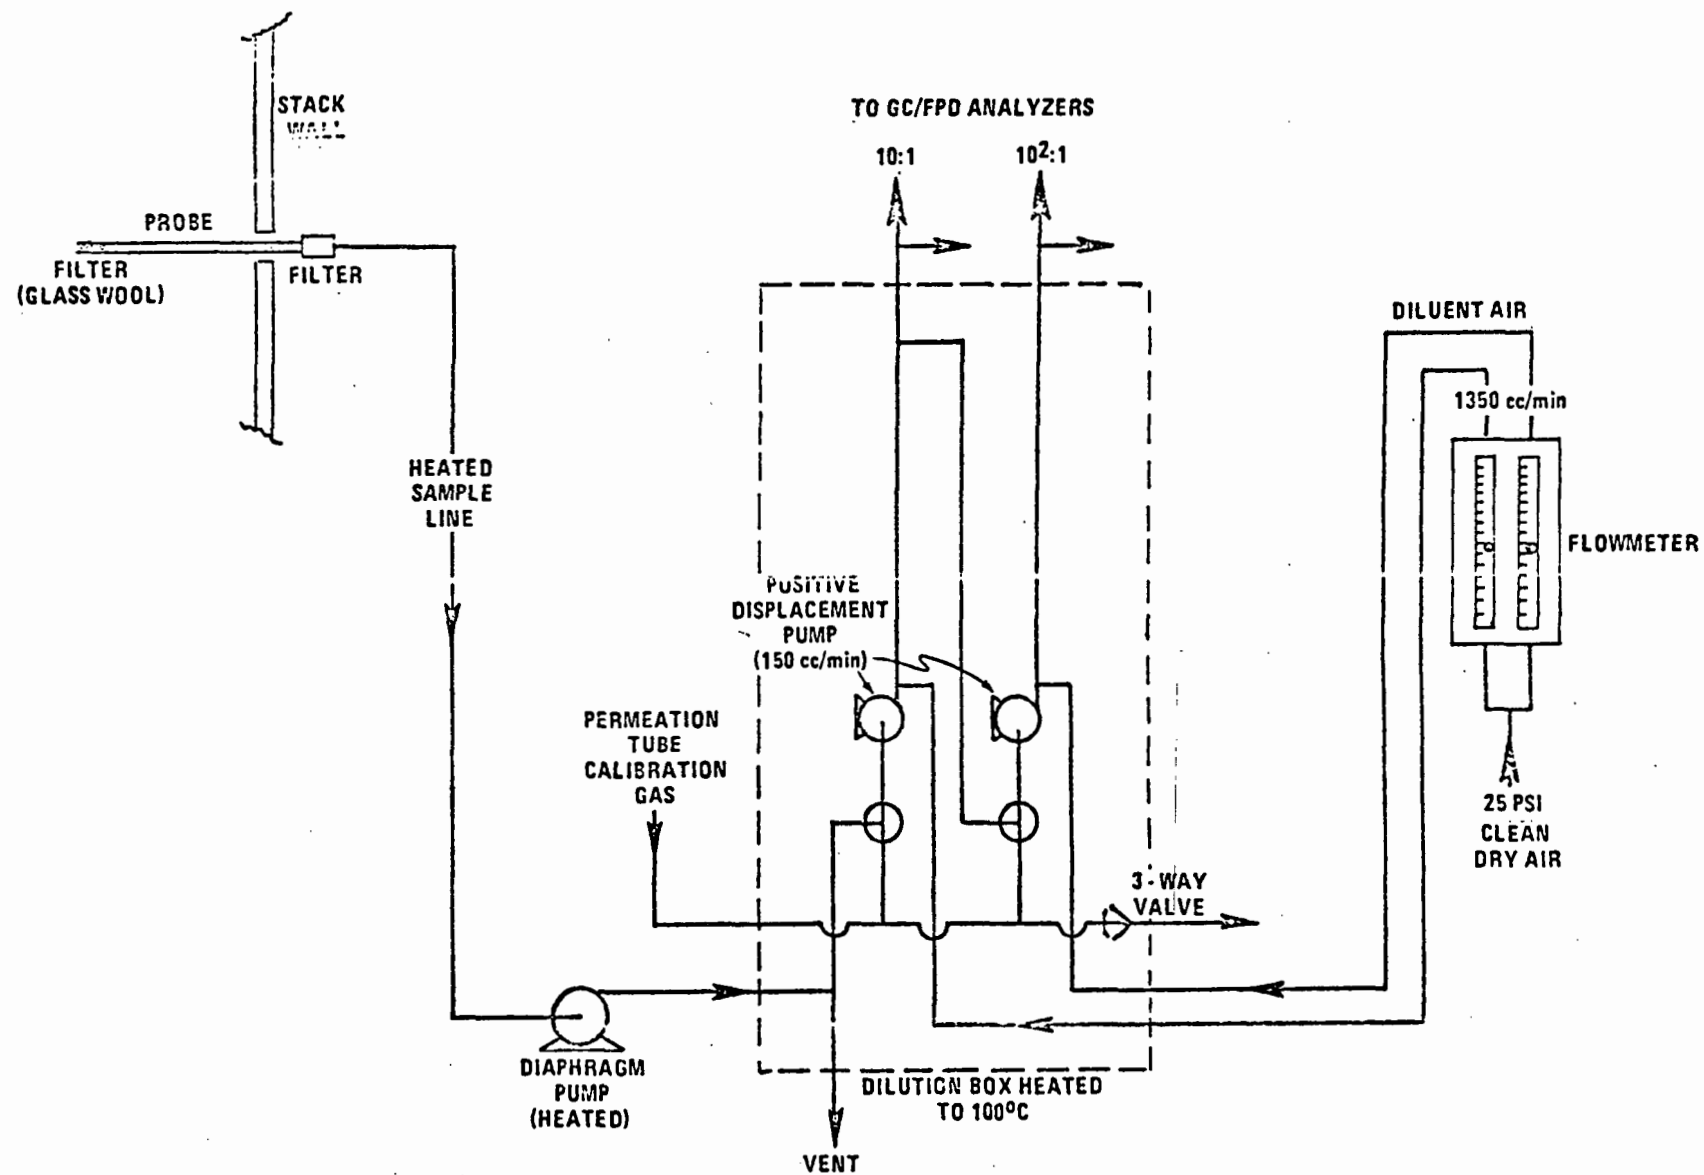 STACK
WALL
PROBE
FILTER
(GLASS WOOL)
FILTER
HEATED
SAMPLE
LINE
TO GC/FPD ANALYZERS
10:1
10²:1
DILUENT AIR
1350 cc/min
FLOWMETER
25 PSI
CLEAN
DRY AIR
POSITIVE
DISPLACEMENT
PUMP
(150 cc/min)
PERMEATION
TUBE
CALIBRATION
GAS
3-WAY
VALVE
DIAPHRAGM
PUMP
(HEATED)
DILUTION BOX HEATED
TO 100°C
VENT